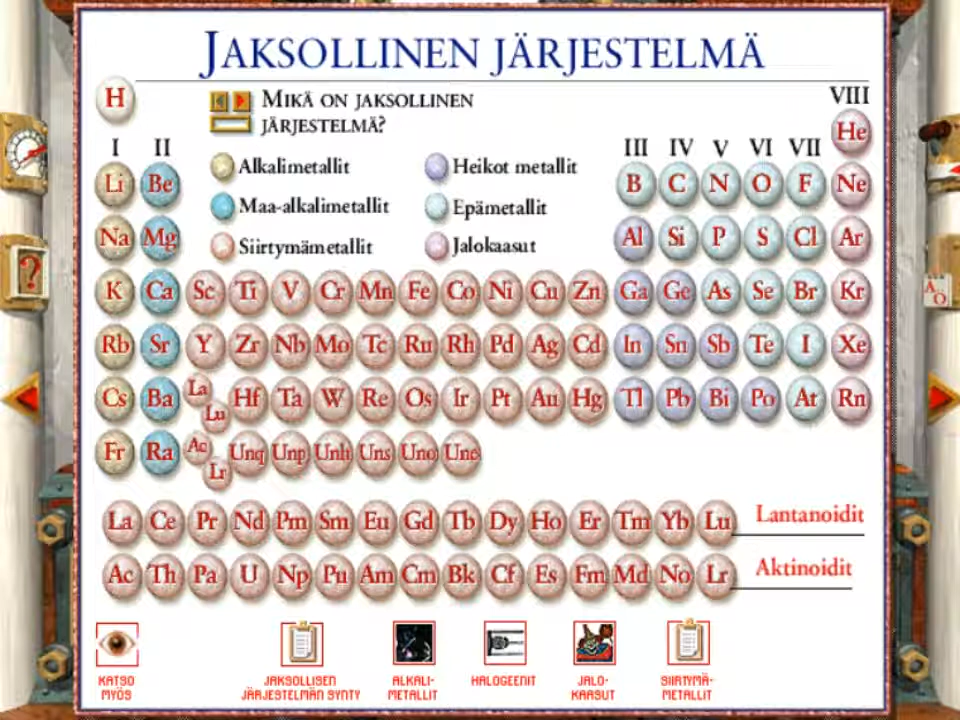 JAKSOLLINEN JÄRJESTELMÄ
H
MIKÄ ON JAKSOLLINEN
JÄRJESTELMÄ?
VIII
He
I II III IV V VI VII
Alkalimetallit
Heikot metallit
Maa-alkalimetallit
Epämetallit
Siirtymämetallit
Jalokaasut
Li Be B C N O F Ne
Na Mg Al Si P S Cl Ar
K Ca Sc Ti V Cr Mn Fe Co Ni Cu Zn Ga Ge As Se Br Kr
Rb Sr Y Zr Nb Mo Tc Ru Rh Pd Ag Cd In Sn Sb Te I Xe
Cs Ba La Lu Hf Ta W Re Os Ir Pt Au Hg Tl Pb Bi Po At Rn
Fr Ra Ac Lr Unq Unp Unh Uns Uno Une
La Ce Pr Nd Pm Sm Eu Gd Tb Dy Ho Er Tm Yb Lu Lantanoidit
Ac Th Pa U Np Pu Am Cm Bk Cf Es Fm Md No Lr Aktinoidit
?
A
O
KATSO
MYÖS
JAKSOLLISEN
JÄRJESTELMÄN SYNTY
ALKALI-
METALLIT
HALOGEENIT
JALO-
KAASUT
SIIRTYMÄ-
METALLIT